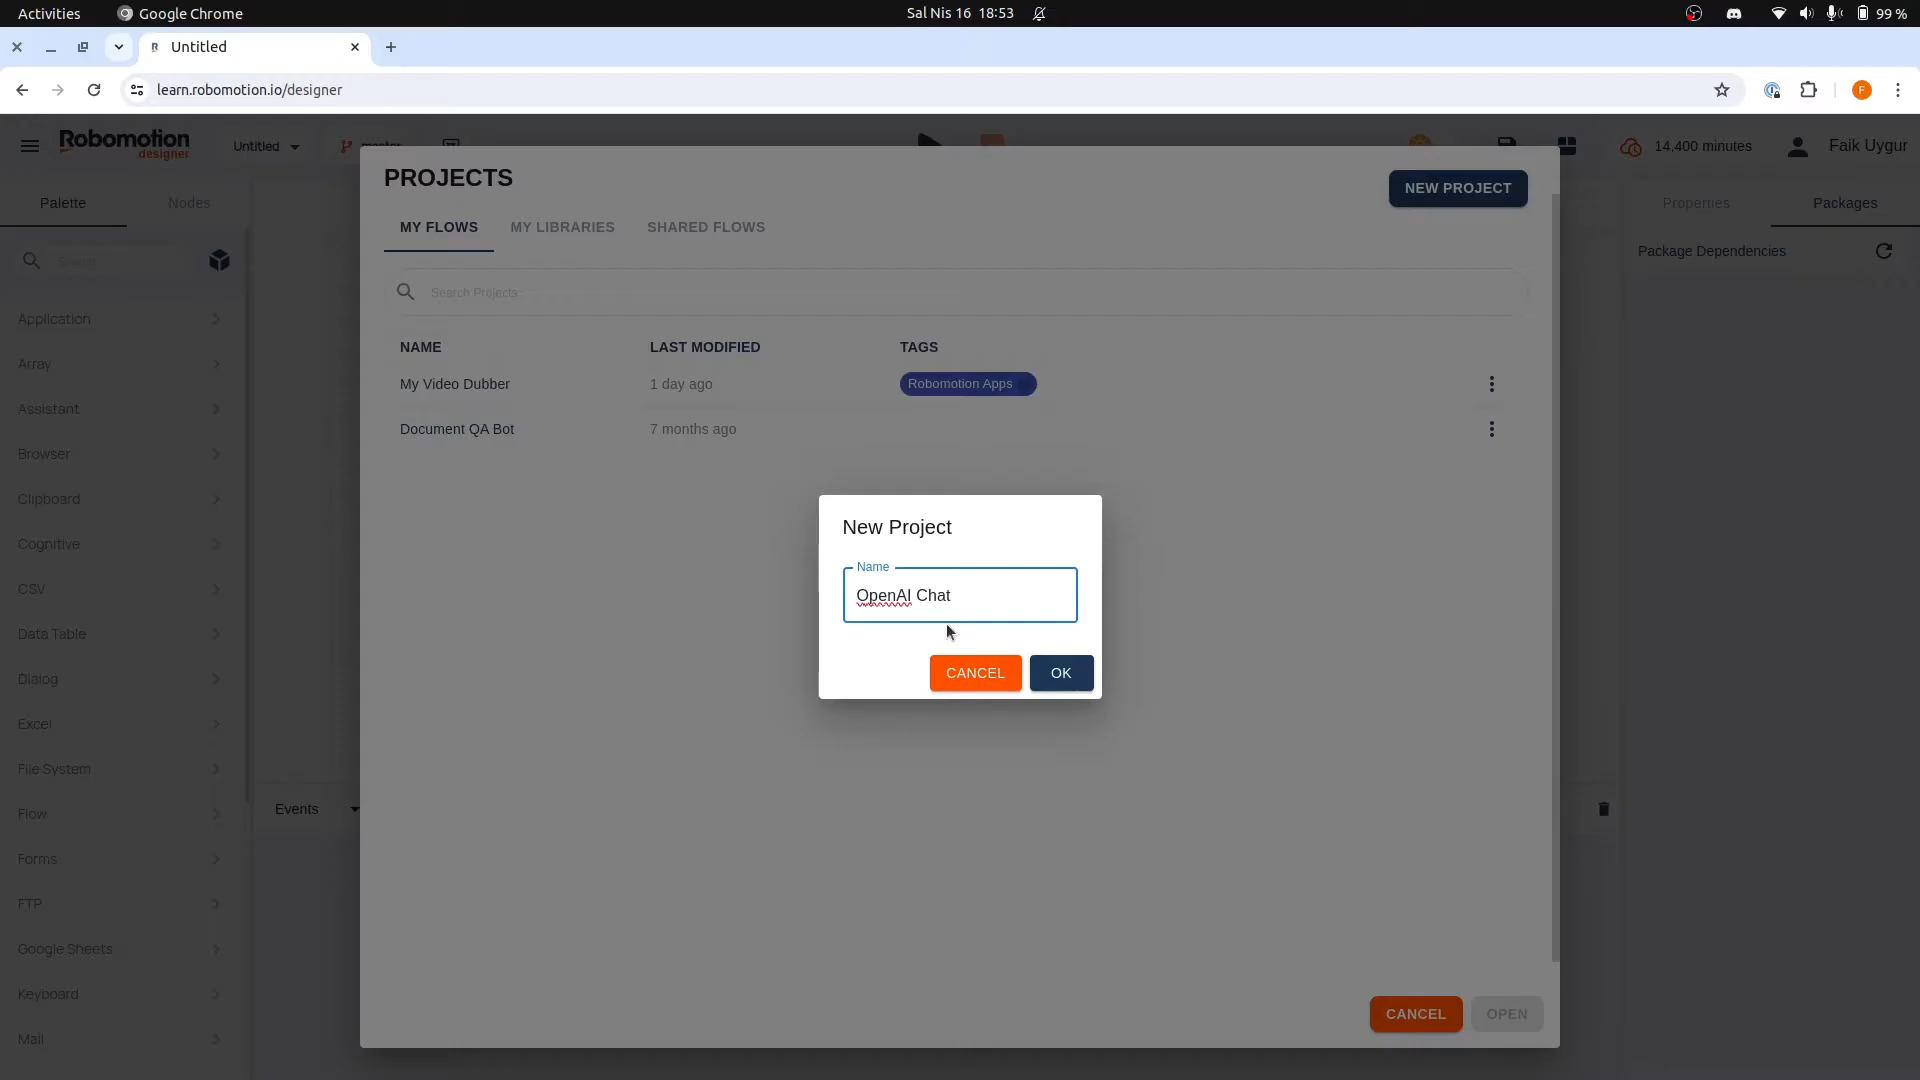 Activities Google Chrome Sal Nis 16 18:53 99 %
Untitled
learn.robomotion.io/designer F
Robomotion designer Untitled master 14,400 minutes Faik Uygur
PROJECTS
NEW PROJECT
Palette Nodes
Properties Packages
MY FLOWS MY LIBRARIES SHARED FLOWS
Search
Package Dependencies
Search Projects
Application
NAME LAST MODIFIED TAGS
Array
My Video Dubber 1 day ago Robomotion Apps
Assistant
Document QA Bot 7 months ago
Browser
Clipboard
New Project
Cognitive
Name
OpenAI Chat
CSV
Data Table
CANCEL OK
Dialog
Excel
File System
Events
Flow
Forms
FTP
Google Sheets
Keyboard
CANCEL OPEN
Mail